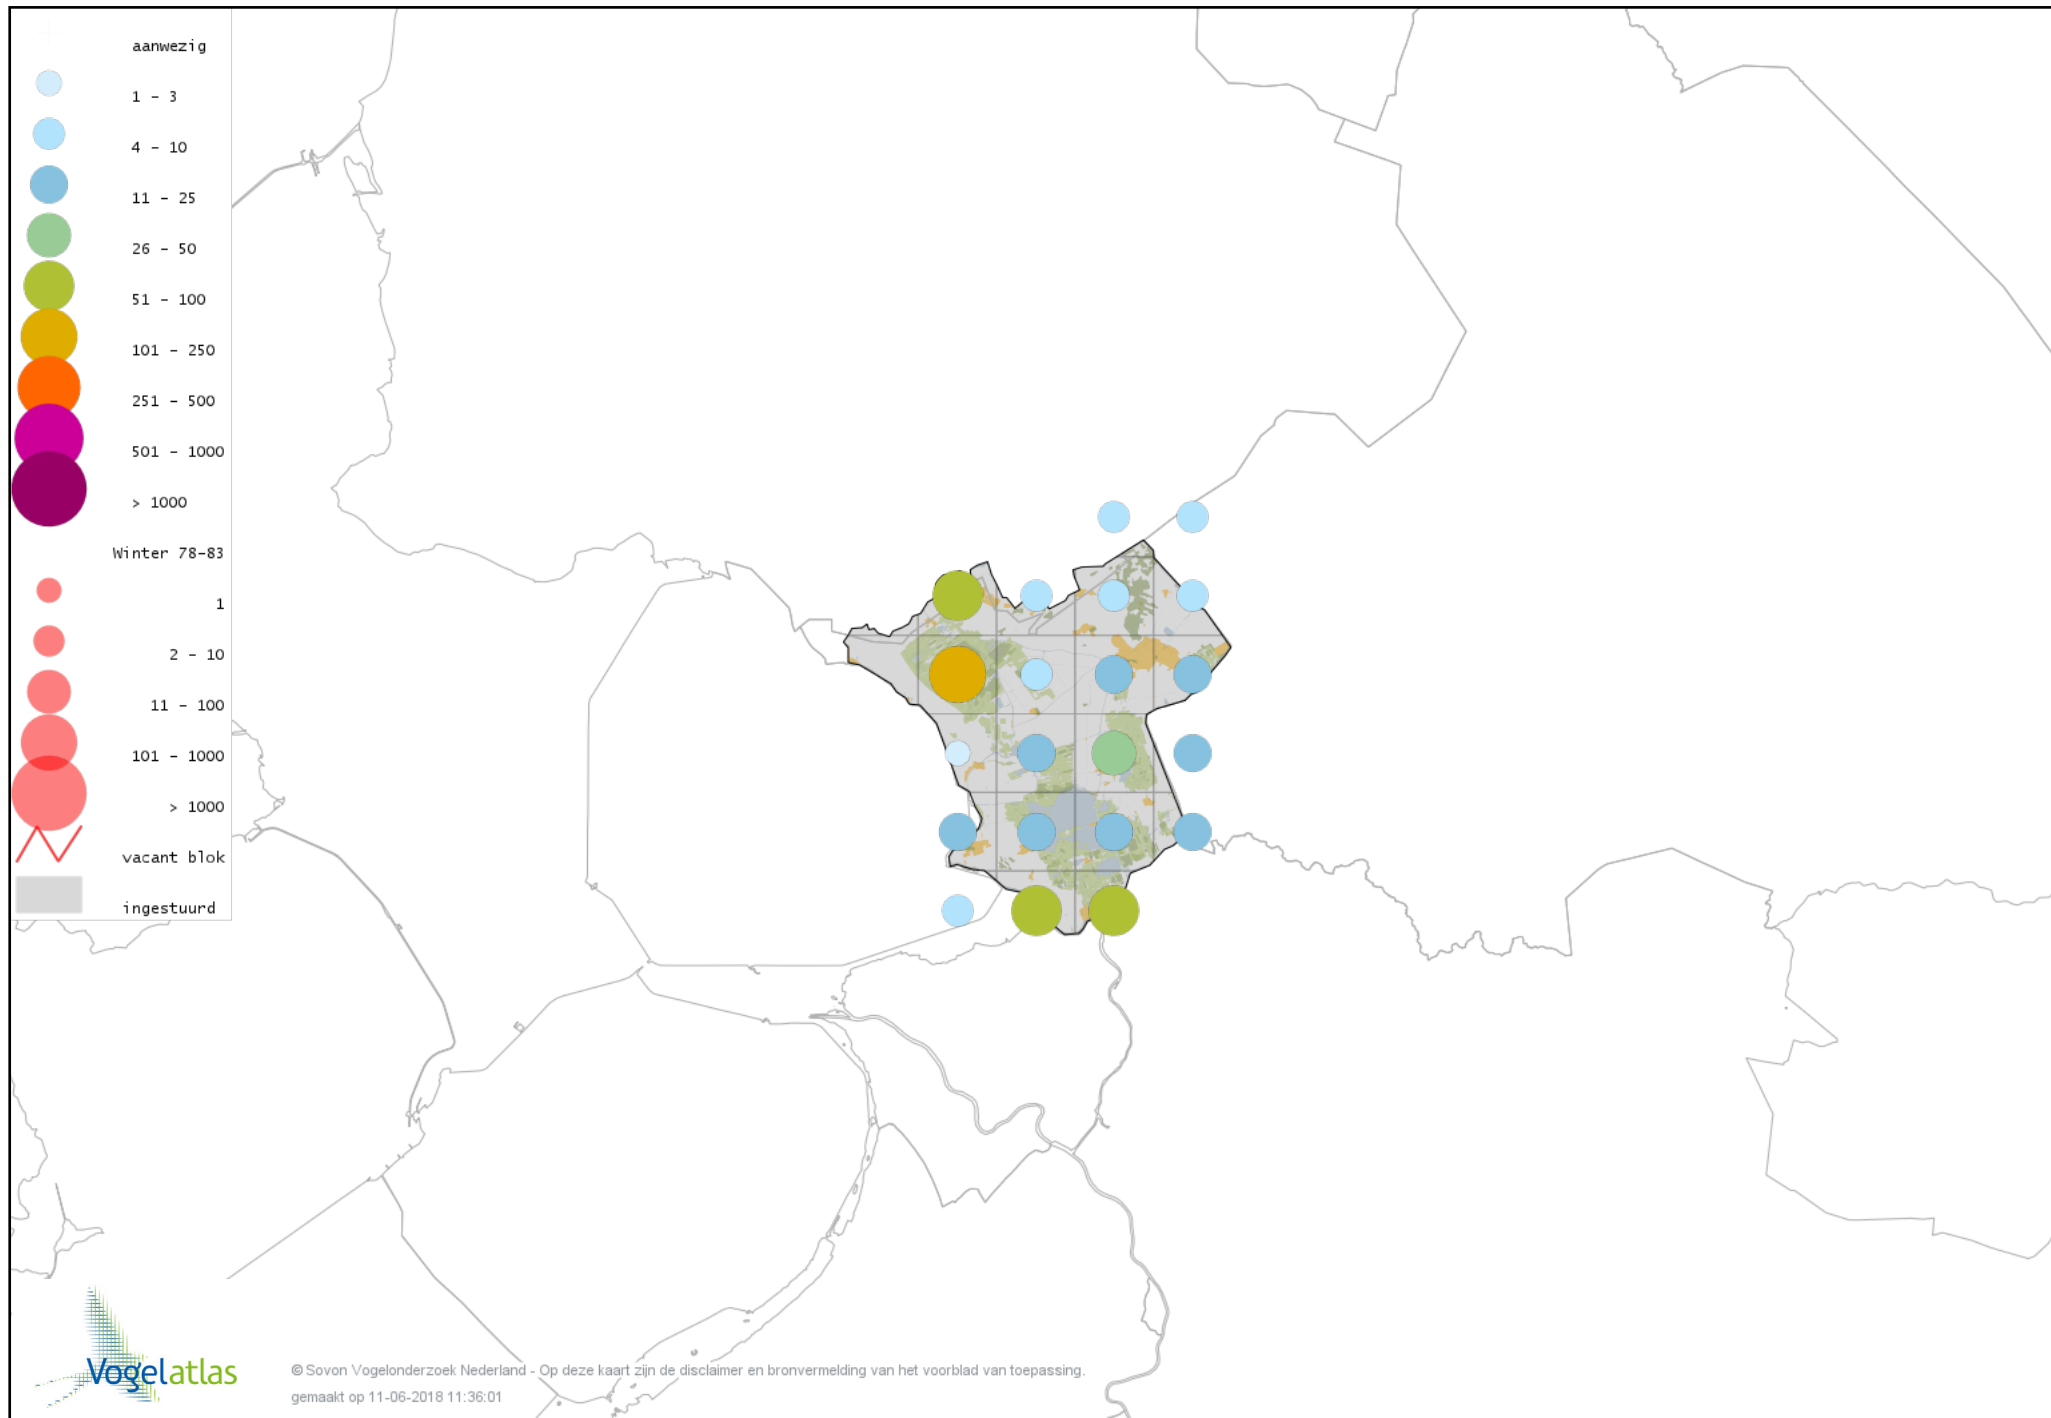 aanwezig
1 - 3
4 - 10
11 - 25
26 - 50
51 - 100
101 - 250
251 - 500
501 - 1000
> 1000
Winter 78-83
1
2 - 10
11 - 100
101 - 1000
> 1000
vacant blok
ingestuurd
Vogelatlas
© Sovon Vogelonderzoek Nederland - Op deze kaart zijn de disclaimer en bronvermelding van het voorblad van toepassing.
gemaakt op 11-06-2018 11:36:01